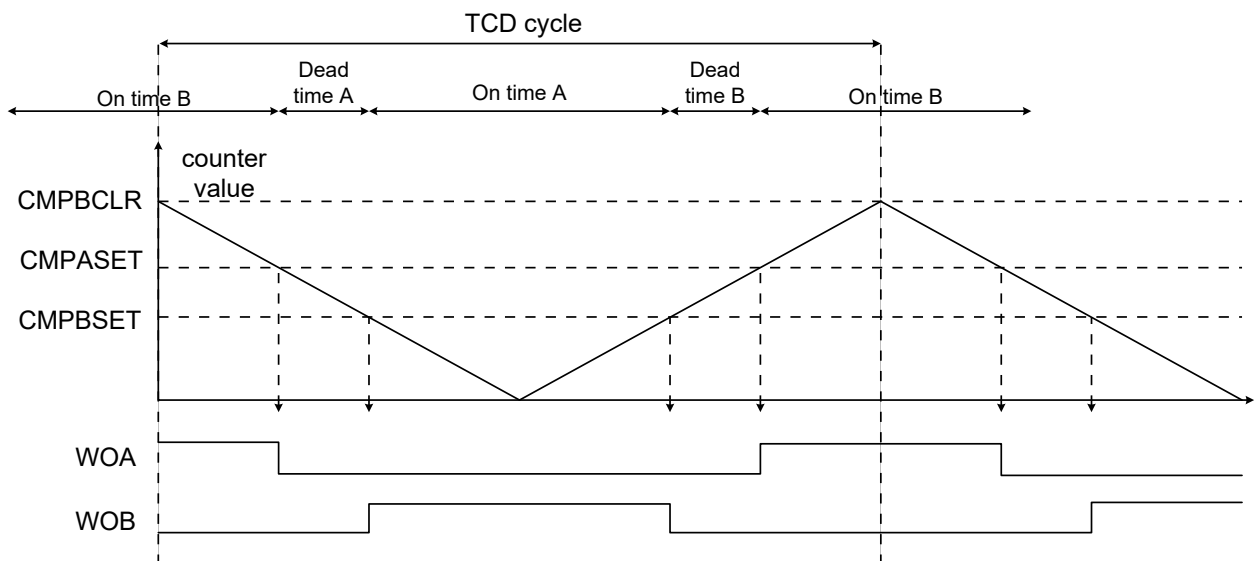 TCD cycle
On time B
Dead
time A
On time A
Dead
time B
On time B
counter
value
CMPBCLR
CMPASET
CMPBSET
WOA
WOB